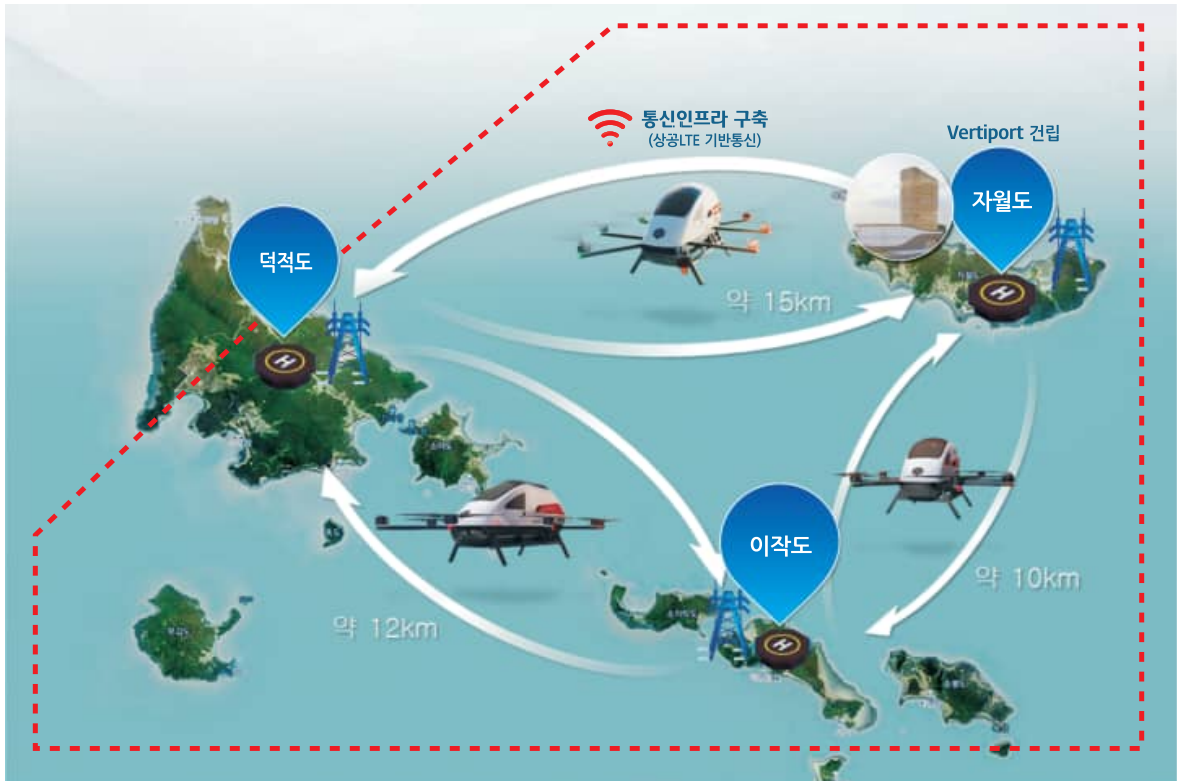 통신인프라 구축
(상공LTE 기반통신)
Vertiport 건립
자월도
덕적도
H
H
약 15km
이작도
약 10km
약 12km
H